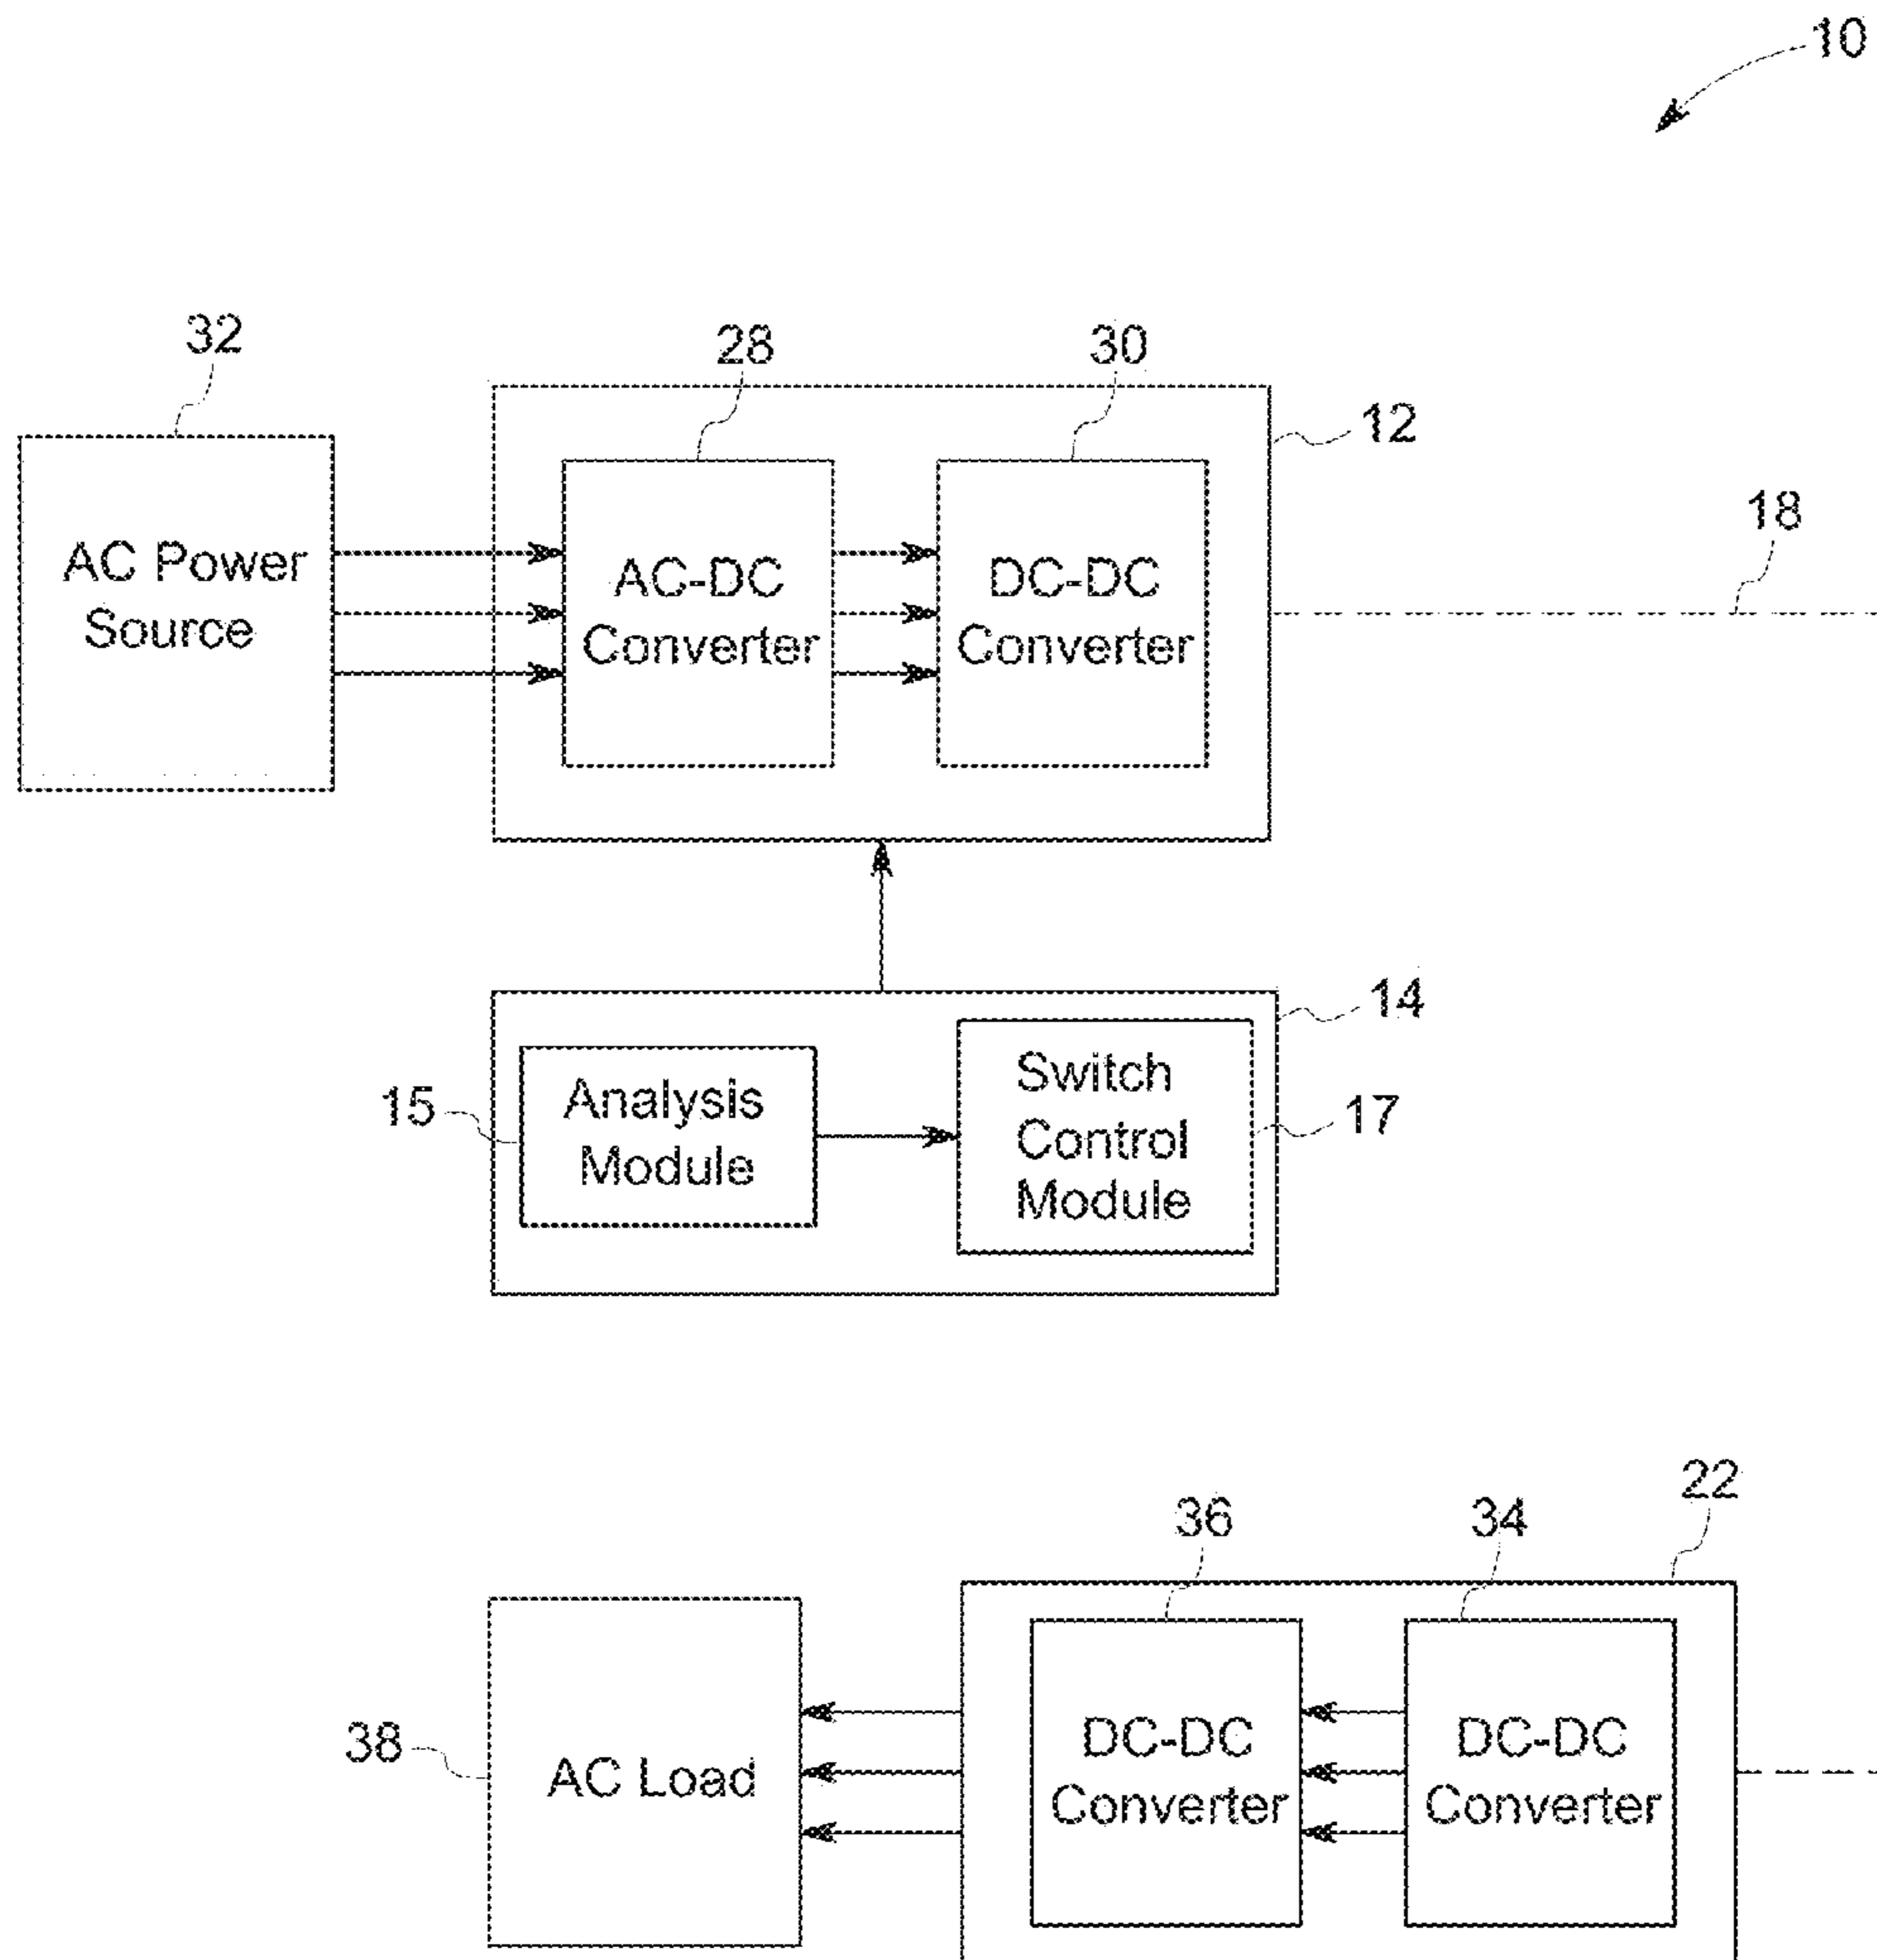 10
32
28
30
12
18
AC Power
Source
AC-DC
Converter
DC-DC
Converter
14
15
Analysis
Module
Switch
Control
Module
17
22
36
34
38
AC Load
DC-DC
Converter
DC-DC
Converter